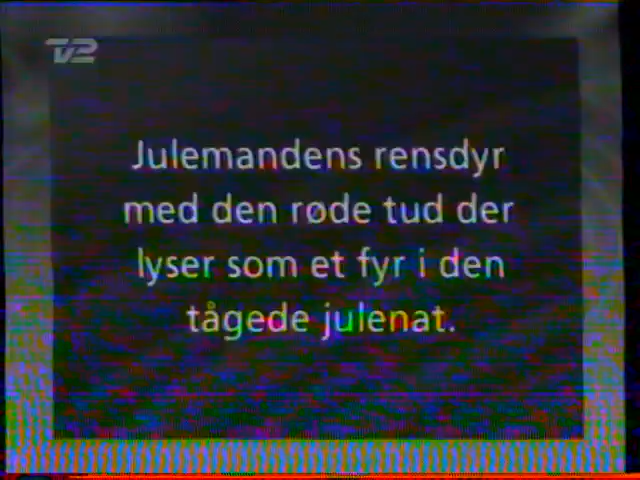 TV2
Julemandens rensdyr
med den røde tud der
lyser som et fyr i den
tågede julenat.